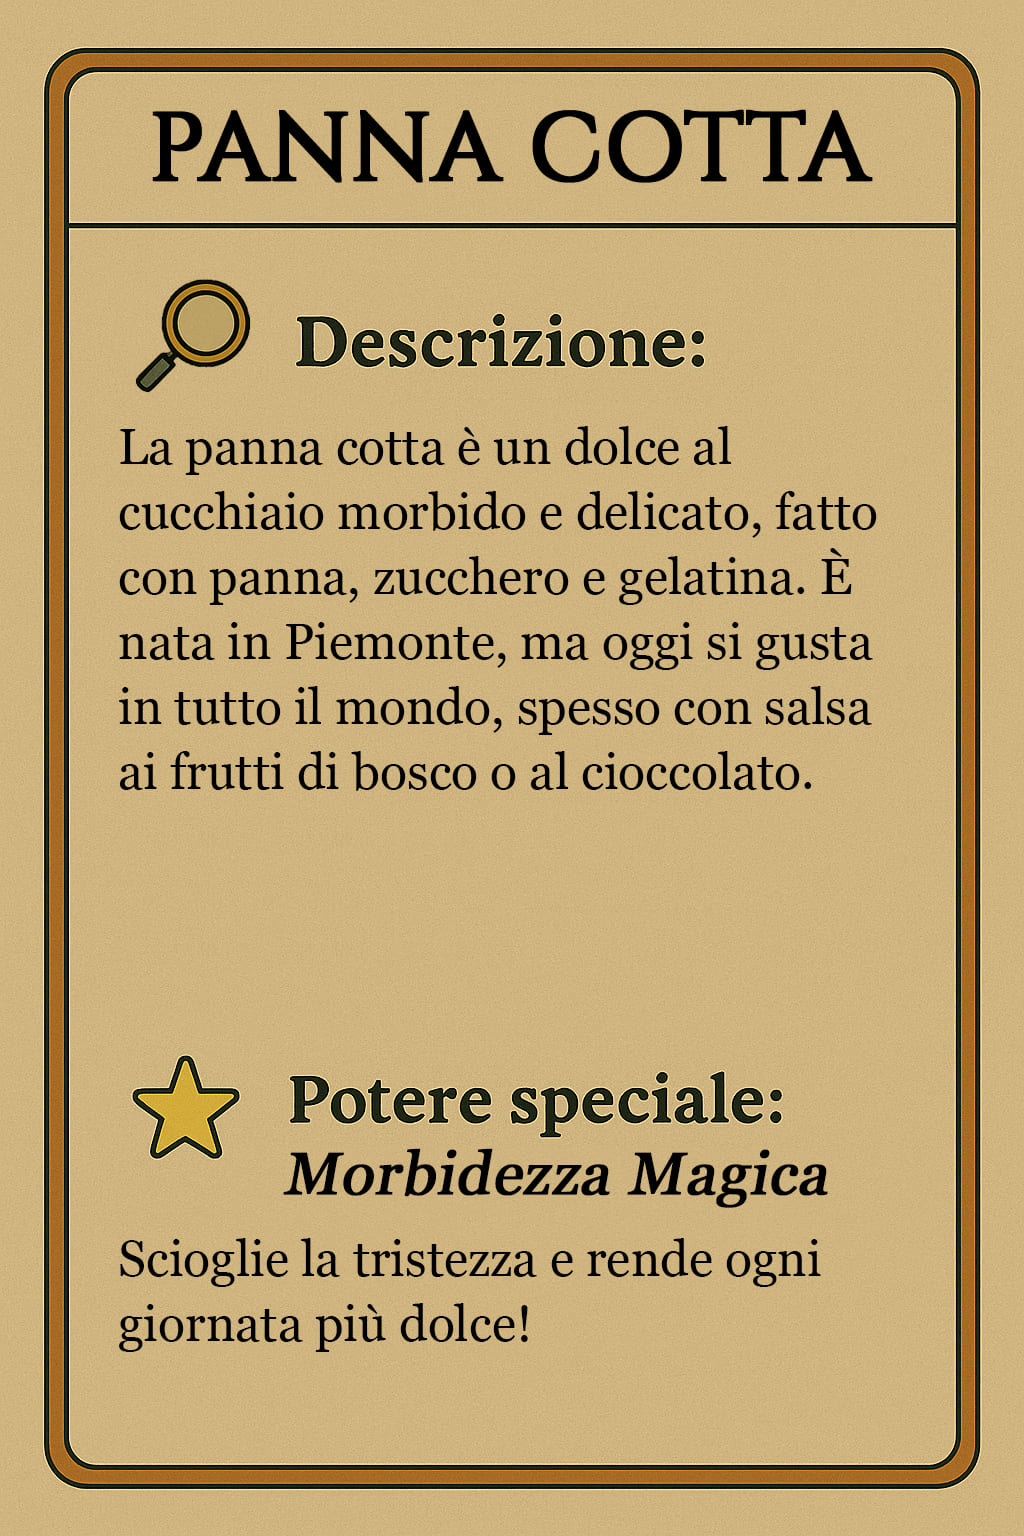 PANNA COTTA
Descrizione:
La panna cotta è un dolce al
cucchiaio morbido e delicato, fatto
con panna, zucchero e gelatina. È
nata in Piemonte, ma oggi si gusta
in tutto il mondo, spesso con salsa
ai frutti di bosco o al cioccolato.
Potere speciale:
Morbidezza Magica
Scioglie la tristezza e rende ogni
giornata più dolce!